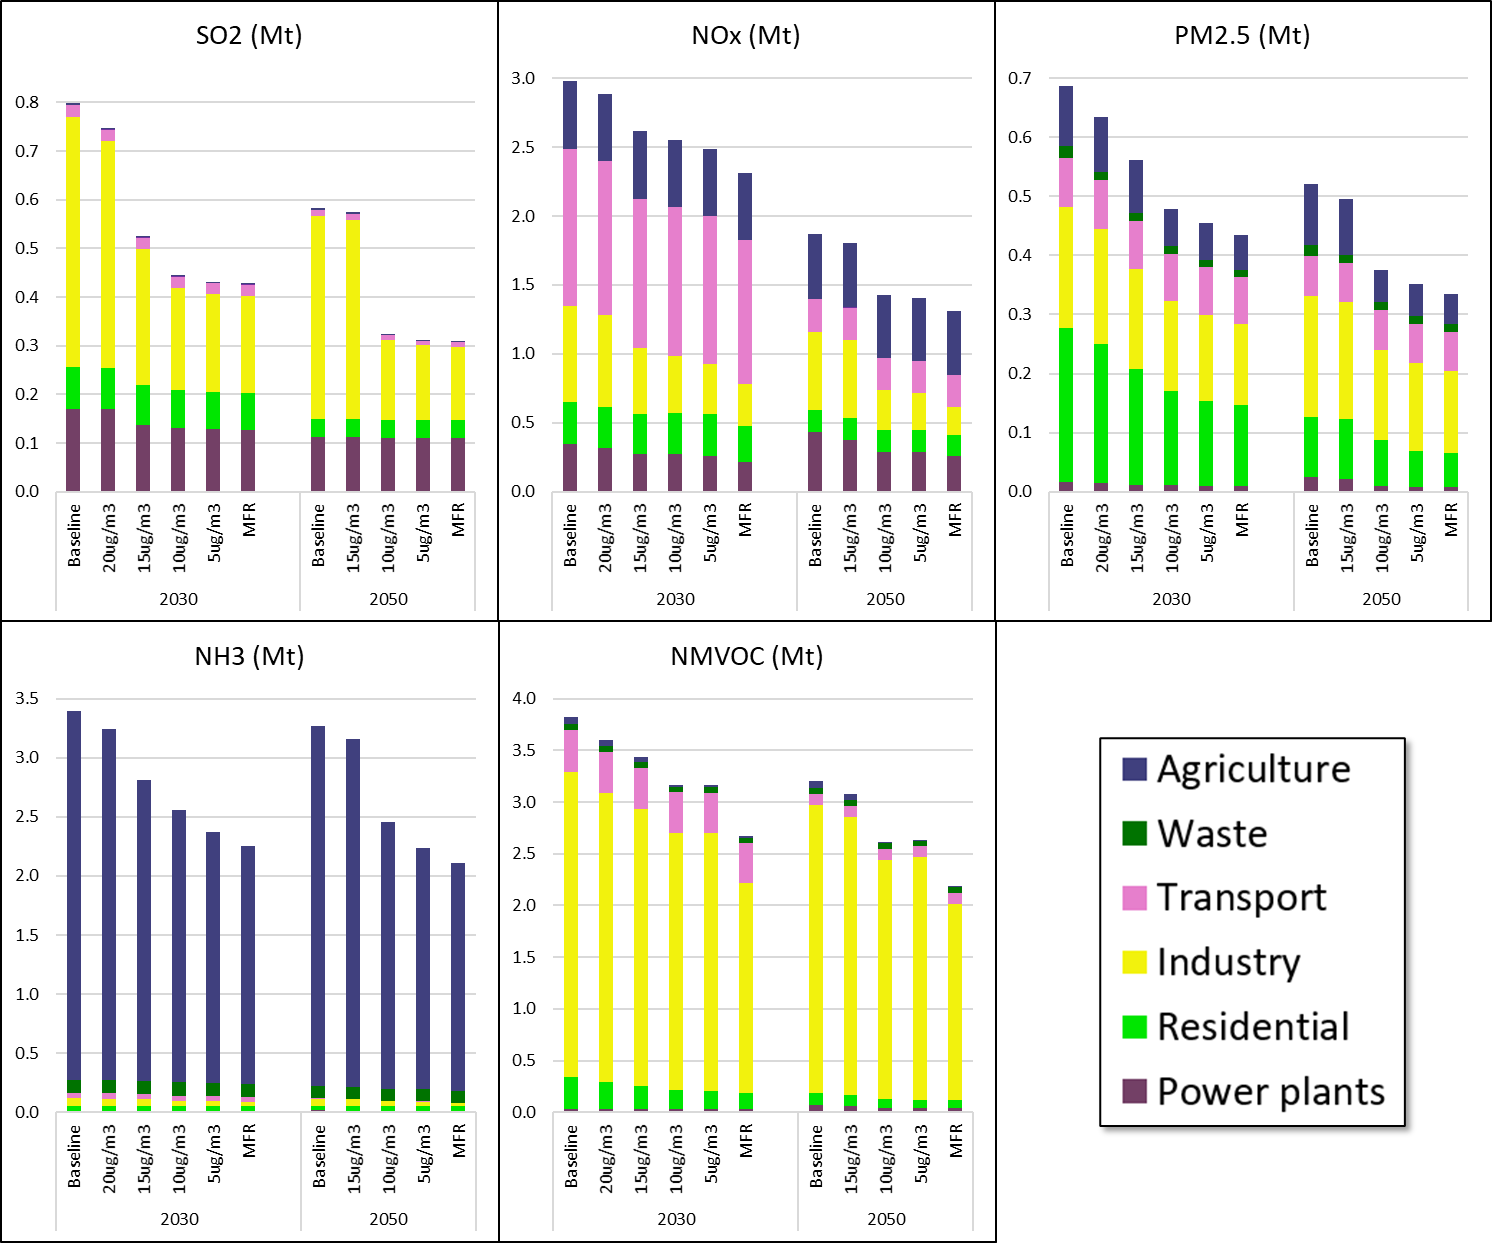 SO2 (Mt)
0.8
0.7
0.6
0.5
0.4
0.3
0.2
0.1
0.0
Baseline
20ug/m3
15ug/m3
10ug/m3
5ug/m3
MFR
Baseline
15ug/m3
10ug/m3
5ug/m3
MFR
2030
2050
NOx (Mt)
3.0
2.5
2.0
1.5
1.0
0.5
0.0
Baseline
20ug/m3
15ug/m3
10ug/m3
5ug/m3
MFR
Baseline
15ug/m3
10ug/m3
5ug/m3
MFR
2030
2050
PM2.5 (Mt)
0.7
0.6
0.5
0.4
0.3
0.2
0.1
0.0
Baseline
20ug/m3
15ug/m3
10ug/m3
5ug/m3
MFR
Baseline
15ug/m3
10ug/m3
5ug/m3
MFR
2030
2050
NH3 (Mt)
3.5
3.0
2.5
2.0
1.5
1.0
0.5
0.0
Baseline
20ug/m3
15ug/m3
10ug/m3
5ug/m3
MFR
Baseline
15ug/m3
10ug/m3
5ug/m3
MFR
2030
2050
NMVOC (Mt)
4.0
3.5
3.0
2.5
2.0
1.5
1.0
0.5
0.0
Baseline
20ug/m3
15ug/m3
10ug/m3
5ug/m3
MFR
Baseline
15ug/m3
10ug/m3
5ug/m3
MFR
2030
2050
Agriculture
Waste
Transport
Industry
Residential
Power plants